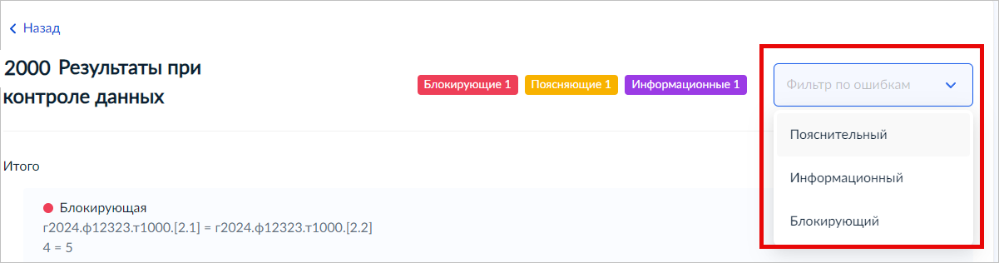 Назад
2000 Результаты при
контроле данных
Блокирующие 1 Поясняющие 1 Информационные 1
Фильтр по ошибкам
Пояснительный
Информационный
Блокирующий
Итого
Блокирующая
г2024.ф12323.т1000.[2.1] = г2024.ф12323.т1000.[2.2]
4 = 5